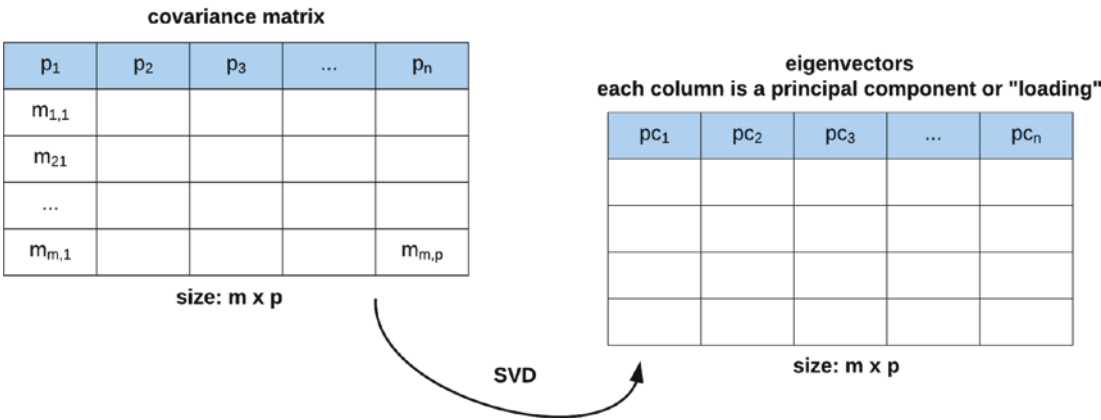 covariance matrix
p₁ p₂ p₃ ... pₙ
m₁,₁
m₂₁
...
mₘ,₁ mₘ,ₚ
size: m x p
SVD
eigenvectors
each column is a principal component or "loading"
pc₁ pc₂ pc₃ ... pcₙ
size: m x p